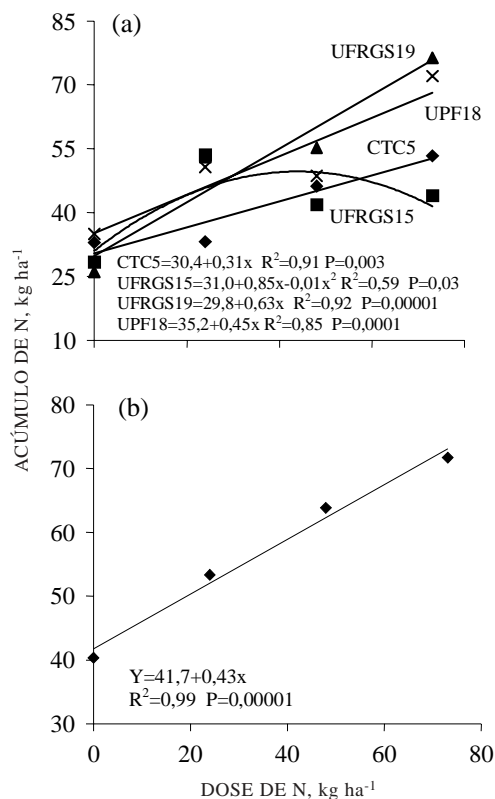 ACÚMULO DE N, kg ha⁻¹
85
70
55
40
25
10
(a)
UFRGS19
UPF18
CTC5
UFRGS15
CTC5=30,4+0,31x R²=0,91 P=0,003
UFRGS15=31,0+0,85x-0,01x² R²=0,59 P=0,03
UFRGS19=29,8+0,63x R²=0,92 P=0,00001
UPF18=35,2+0,45x R²=0,85 P=0,0001
80
70
60
50
40
30
(b)
Y=41,7+0,43x
R²=0,99 P=0,00001
0 20 40 60 80
DOSE DE N, kg ha⁻¹